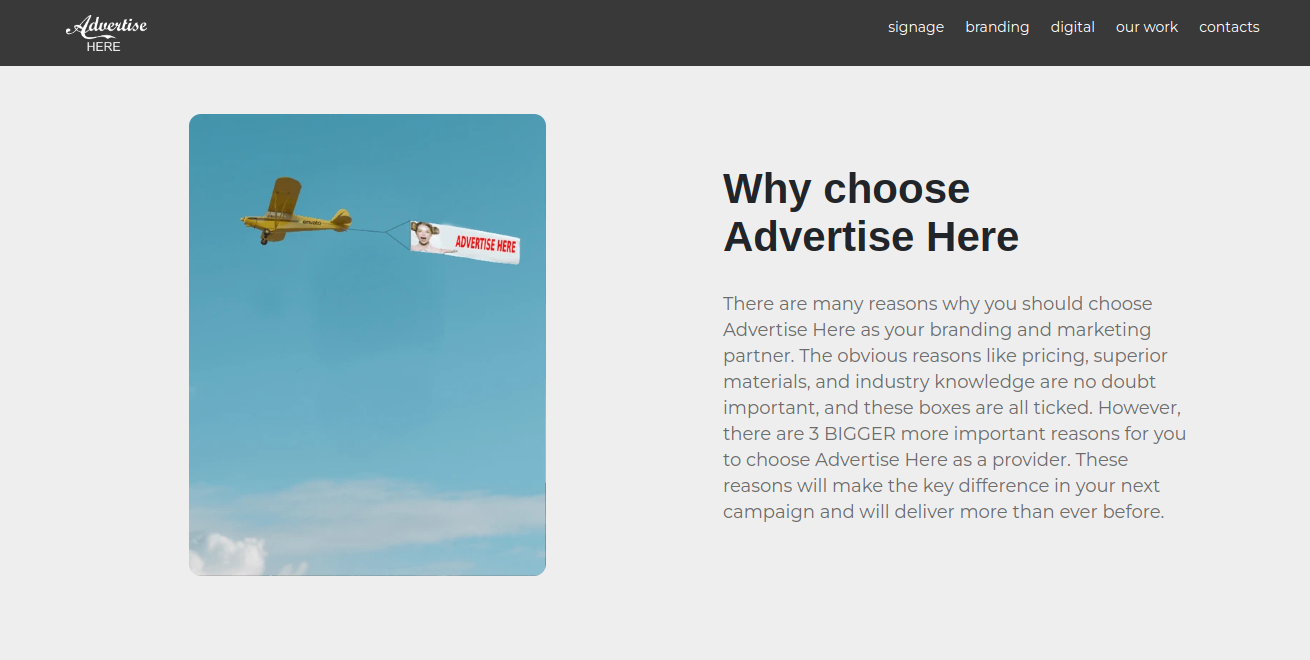 Advertise
HERE
signage branding digital our work contacts
ADVERTISE HERE
Why choose
Advertise Here
There are many reasons why you should choose
Advertise Here as your branding and marketing
partner. The obvious reasons like pricing, superior
materials, and industry knowledge are no doubt
important, and these boxes are all ticked. However,
there are 3 BIGGER more important reasons for you
to choose Advertise Here as a provider. These
reasons will make the key difference in your next
campaign and will deliver more than ever before.